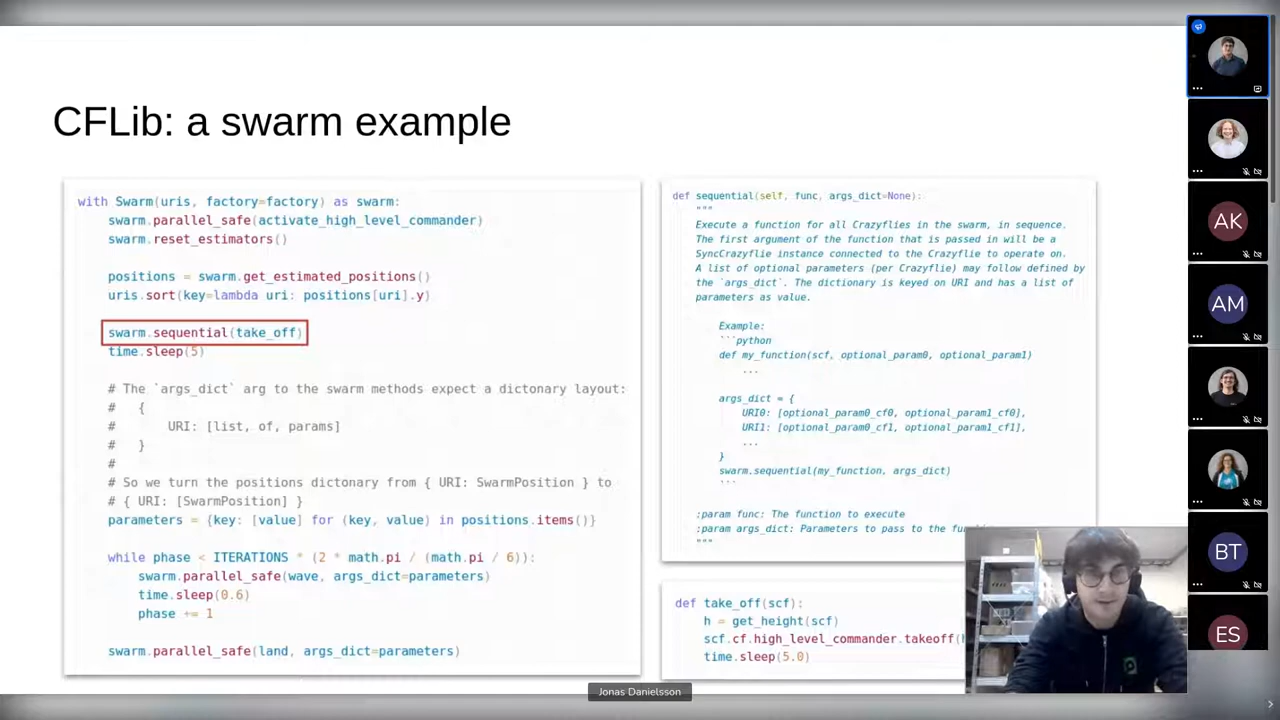 CFLib: a swarm example
with Swarm(uris, factory=factory) as swarm:
swarm.parallel_safe(activate_high_level_commander)
swarm.reset_estimators()
positions = swarm.get_estimated_positions()
uris.sort(key=lambda uri: positions[uri].y)
swarm.sequential(take_off)
time.sleep(5)
# The `args_dict` arg to the swarm methods expect a dictonary layout:
# {
# URI: [list, of, params]
# }
#
# So we turn the positions dictonary from { URI: SwarmPosition } to
# { URI: [SwarmPosition] }
parameters = {key: [value] for (key, value) in positions.items()}
while phase < ITERATIONS * (2 * math.pi / (math.pi / 6)):
swarm.parallel_safe(wave, args_dict=parameters)
time.sleep(0.6)
phase += 1
swarm.parallel_safe(land, args_dict=parameters)
def sequential(self, func, args_dict=None):
"""
Execute a function for all Crazyflies in the swarm, in sequence.
The first argument of the function that is passed in will be a
SyncCrazyflie instance connected to the Crazyflie to operate on.
A list of optional parameters (per Crazyflie) may follow defined by
the `args_dict`. The dictionary is keyed on URI and has a list of
parameters as value.
Example:
```python
def my_function(scf, optional_param0, optional_param1)
...
args_dict = {
URI0: [optional_param0_cf0, optional_param1_cf0],
URI1: [optional_param0_cf1, optional_param1_cf1],
...
}
swarm.sequential(my_function, args_dict)
```
:param func: The function to execute
:param args_dict: Parameters to pass to the
"""
def take_off(scf):
h = get_height(scf)
scf.cf.high_level_commander.takeoff(
time.sleep(5.0)
Jonas Danielsson
AK
AM
BT
ES